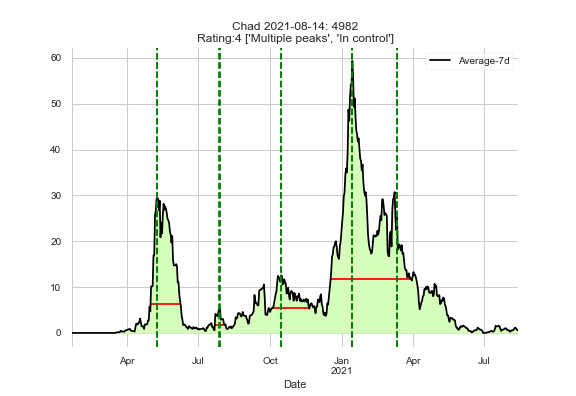 Chad 2021-08-14: 4982
Rating:4 ['Multiple peaks', 'In control']
Average-7d
60
50
40
30
20
10
0
Apr
Jul
Oct
Jan
2021
Apr
Jul
Date